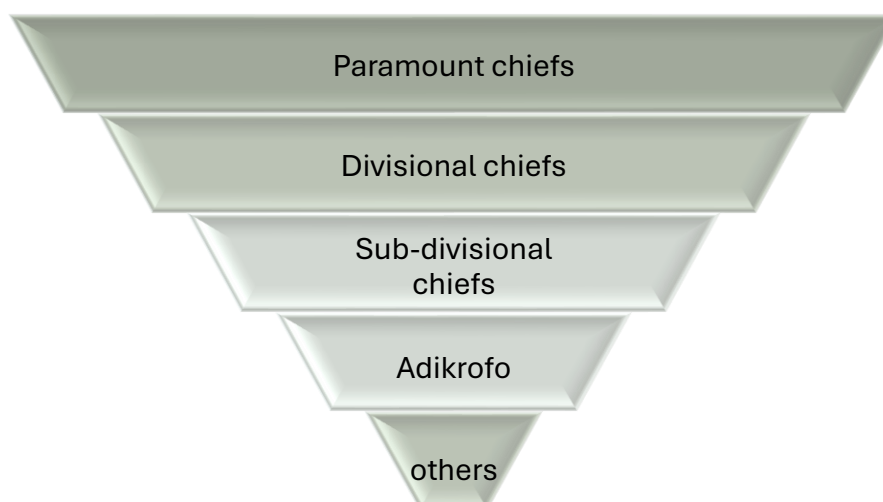 Paramount chiefs
Divisional chiefs
Sub-divisional
chiefs
Adikrofo
others